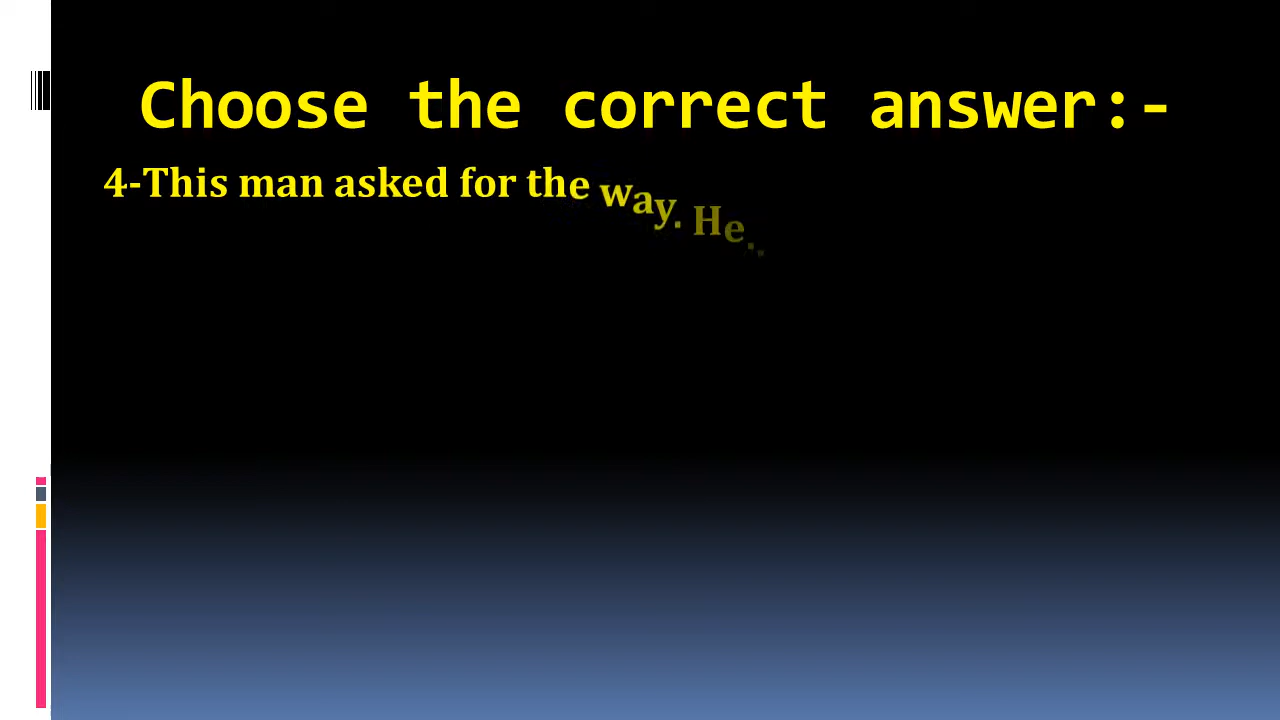 Choose the correct answer:-
4-This man asked for the way. He..